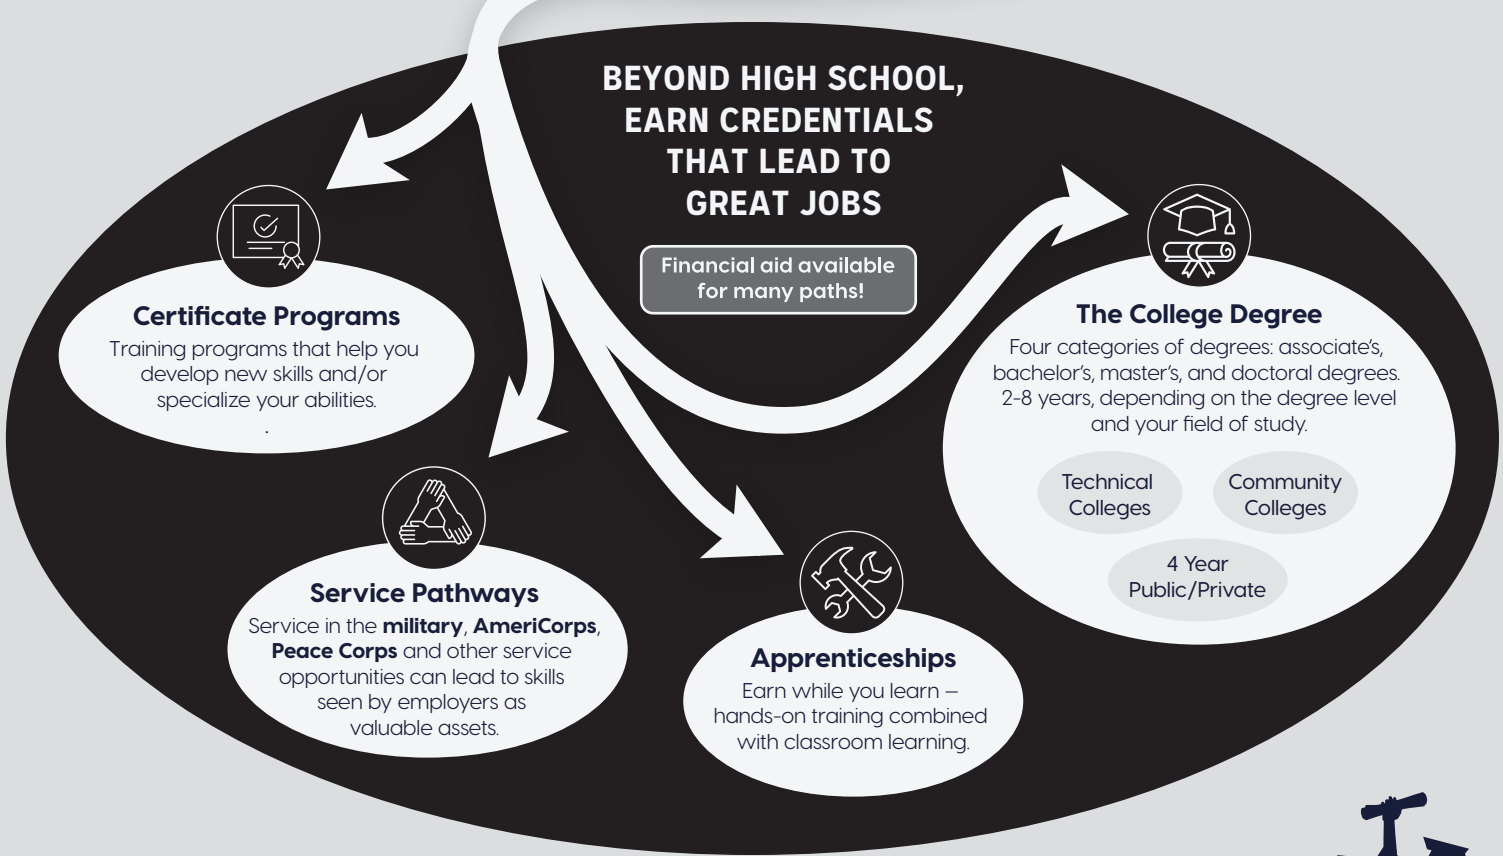 BEYOND HIGH SCHOOL,
EARN CREDENTIALS
THAT LEAD TO
GREAT JOBS
Financial aid available
for many paths!
Certificate Programs
Training programs that help you
develop new skills and/or
specialize your abilities.
.
The College Degree
Four categories of degrees: associate's,
bachelor's, master's, and doctoral degrees.
2-8 years, depending on the degree level
and your field of study.
Technical
Colleges
Community
Colleges
4 Year
Public/Private
Service Pathways
Service in the military, AmeriCorps,
Peace Corps and other service
opportunities can lead to skills
seen by employers as
valuable assets.
Apprenticeships
Earn while you learn –
hands-on training combined
with classroom learning.